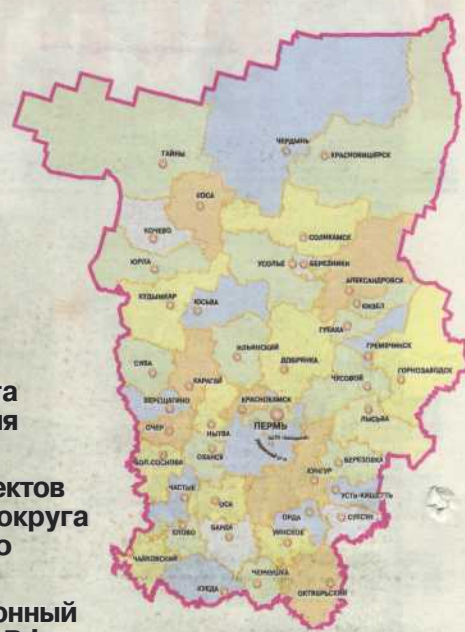 ГАЙНЫ
ЧЕРДЫНЬ
КРАСНОВИШЕРСК
КОСА
КОЧЕВО
СОЛИКАМСК
ЮРЛА
УСОЛЬЕ
БЕРЕЗНИКИ
АЛЕКСАНДРОВСК
КУДЫМКАР
ЮСЬВА
КИЗЕЛ
ГУБАХА
ИЛЬИНСКИЙ
ГРЕМЯЧИНСК
ДОБРЯНКА
СИВА
КАРАГАЙ
ЧУСОВОЙ
ГОРНОЗАВОДСК
та
ВЕРЕЩАГИНО
КРАСНОКАМСК
ЛЫСЬВА
ия
ОЧЕР
НЫТВА
ПЕРМЬ
БОЛ.СОСНОВА
ОХАНСК
БЕРЕЗОВКА
ектов
КУНГУР
ЧАСТЫЕ
УСТЬ-КИШЕРТЬ
округа
ОСА
ОРДА
СУКСУН
о
ЕЛОВО
БАРДА
УИНСКОЕ
ЧАЙКОВСКИЙ
КУЕДА
ЧЕРНУШКА
ОКТЯБРЬСКИЙ
онный